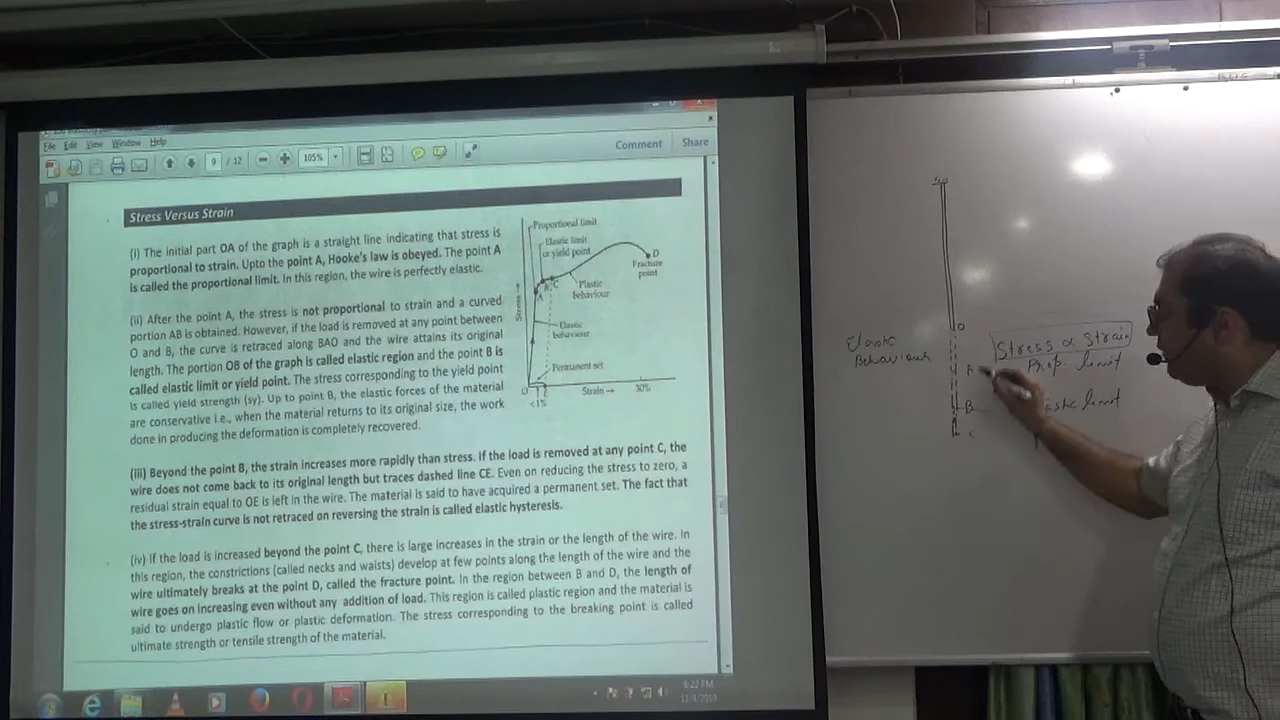 File Edit View Window Help
9 / 12
105%
Comment Share
Stress Versus Strain
(i) The initial part OA of the graph is a straight line indicating that stress is
proportional to strain. Upto the point A, Hooke's law is obeyed. The point A
is called the proportional limit. In this region, the wire is perfectly elastic.
(ii) After the point A, the stress is not proportional to strain and a curved
portion AB is obtained. However, if the load is removed at any point between
O and B, the curve is retraced along BAO and the wire attains its original
length. The portion OB of the graph is called elastic region and the point B is
called elastic limit or yield point. The stress corresponding to the yield point
is called yield strength (sy). Up to point B, the elastic forces of the material
are conservative i.e., when the material returns to its original size, the work
done in producing the deformation is completely recovered.
Proportional limit
Elastic limit
or yield point
D
Fracture
point
A
B
C
Plastic
behaviour
Stress→
Elastic
behaviour
Permanent set
O
E
<1%
Strain→
30%
(iii) Beyond the point B, the strain increases more rapidly than stress. If the load is removed at any point C, the
wire does not come back to its original length but traces dashed line CE. Even on reducing the stress to zero, a
residual strain equal to OE is left in the wire. The material is said to have acquired a permanent set. The fact that
the stress-strain curve is not retraced on reversing the strain is called elastic hysteresis.
(iv) If the load is increased beyond the point C, there is large increases in the strain or the length of the wire. In
this region, the constrictions (called necks and waists) develop at few points along the length of the wire and the
wire ultimately breaks at the point D, called the fracture point. In the region between B and D, the length of
wire goes on increasing even without any addition of load. This region is called plastic region and the material is
said to undergo plastic flow or plastic deformation. The stress corresponding to the breaking point is called
ultimate strength or tensile strength of the material.
6:22 PM
11/4/2019
O
Elastic
Behaviour
Stress ∝ Strain
A
Prop. limit
B
limit
C